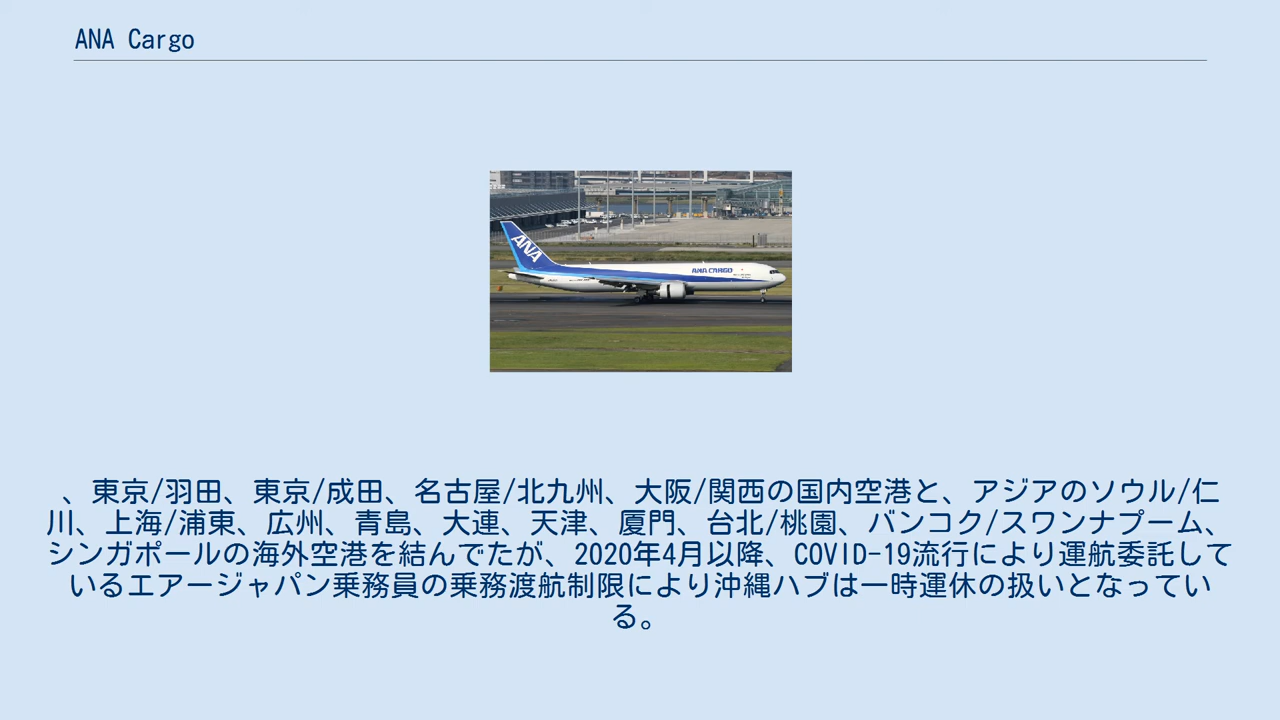 ANA Cargo
ANA
ANA CARGO
、東京/羽田、東京/成田、名古屋/北九州、大阪/関西の国内空港と、アジアのソウル/仁
川、上海/浦東、広州、青島、大連、天津、厦門、台北/桃園、バンコク/スワンナプーム、
シンガポールの海外空港を結んでたが、2020年4月以降、COVID-19流行により運航委託して
いるエアージャパン乗務員の乗務渡航制限により沖縄ハブは一時運休の扱いとなってい
る。